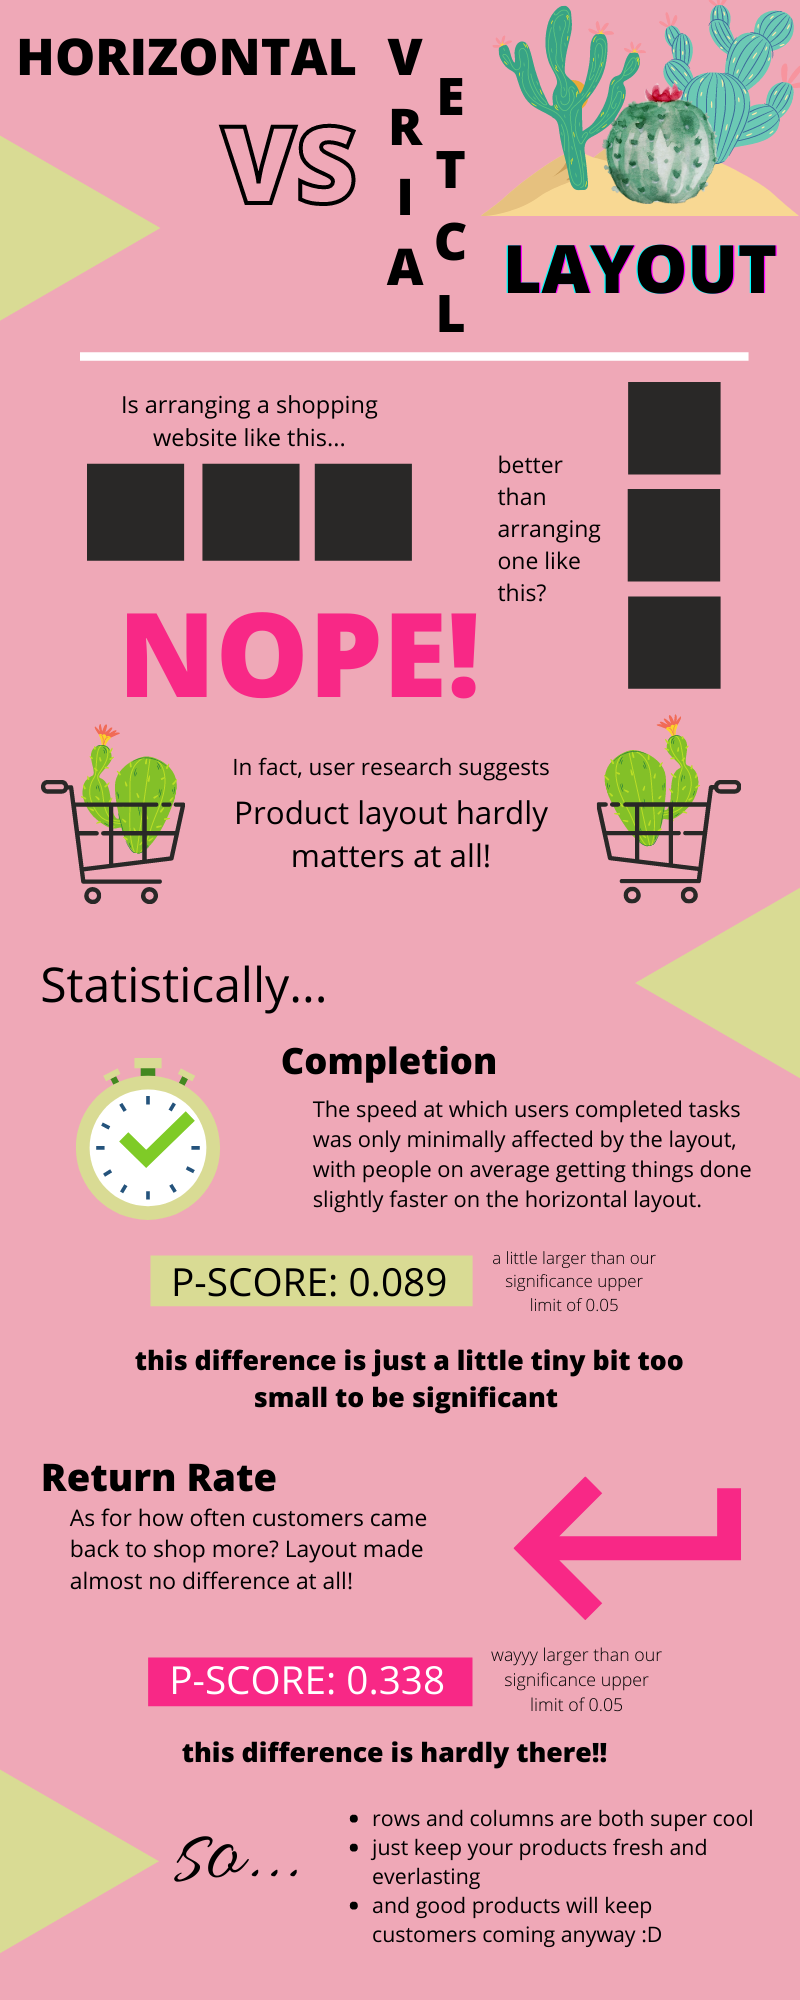 HORIZONTAL
VS
VERTICAL
LAYOUT
Is arranging a shopping
website like this...
better
than
arranging
one like
this?
NOPE!
In fact, user research suggests
Product layout hardly
matters at all!
Statistically...
Completion
The speed at which users completed tasks
was only minimally affected by the layout,
with people on average getting things done
slightly faster on the horizontal layout.
P-SCORE: 0.089
a little larger than our
significance upper
limit of 0.05
this difference is just a little tiny bit too
small to be significant
Return Rate
As for how often customers came
back to shop more? Layout made
almost no difference at all!
P-SCORE: 0.338
wayyy larger than our
significance upper
limit of 0.05
this difference is hardly there!!
so...
• rows and columns are both super cool
• just keep your products fresh and
everlasting
• and good products will keep
customers coming anyway :D